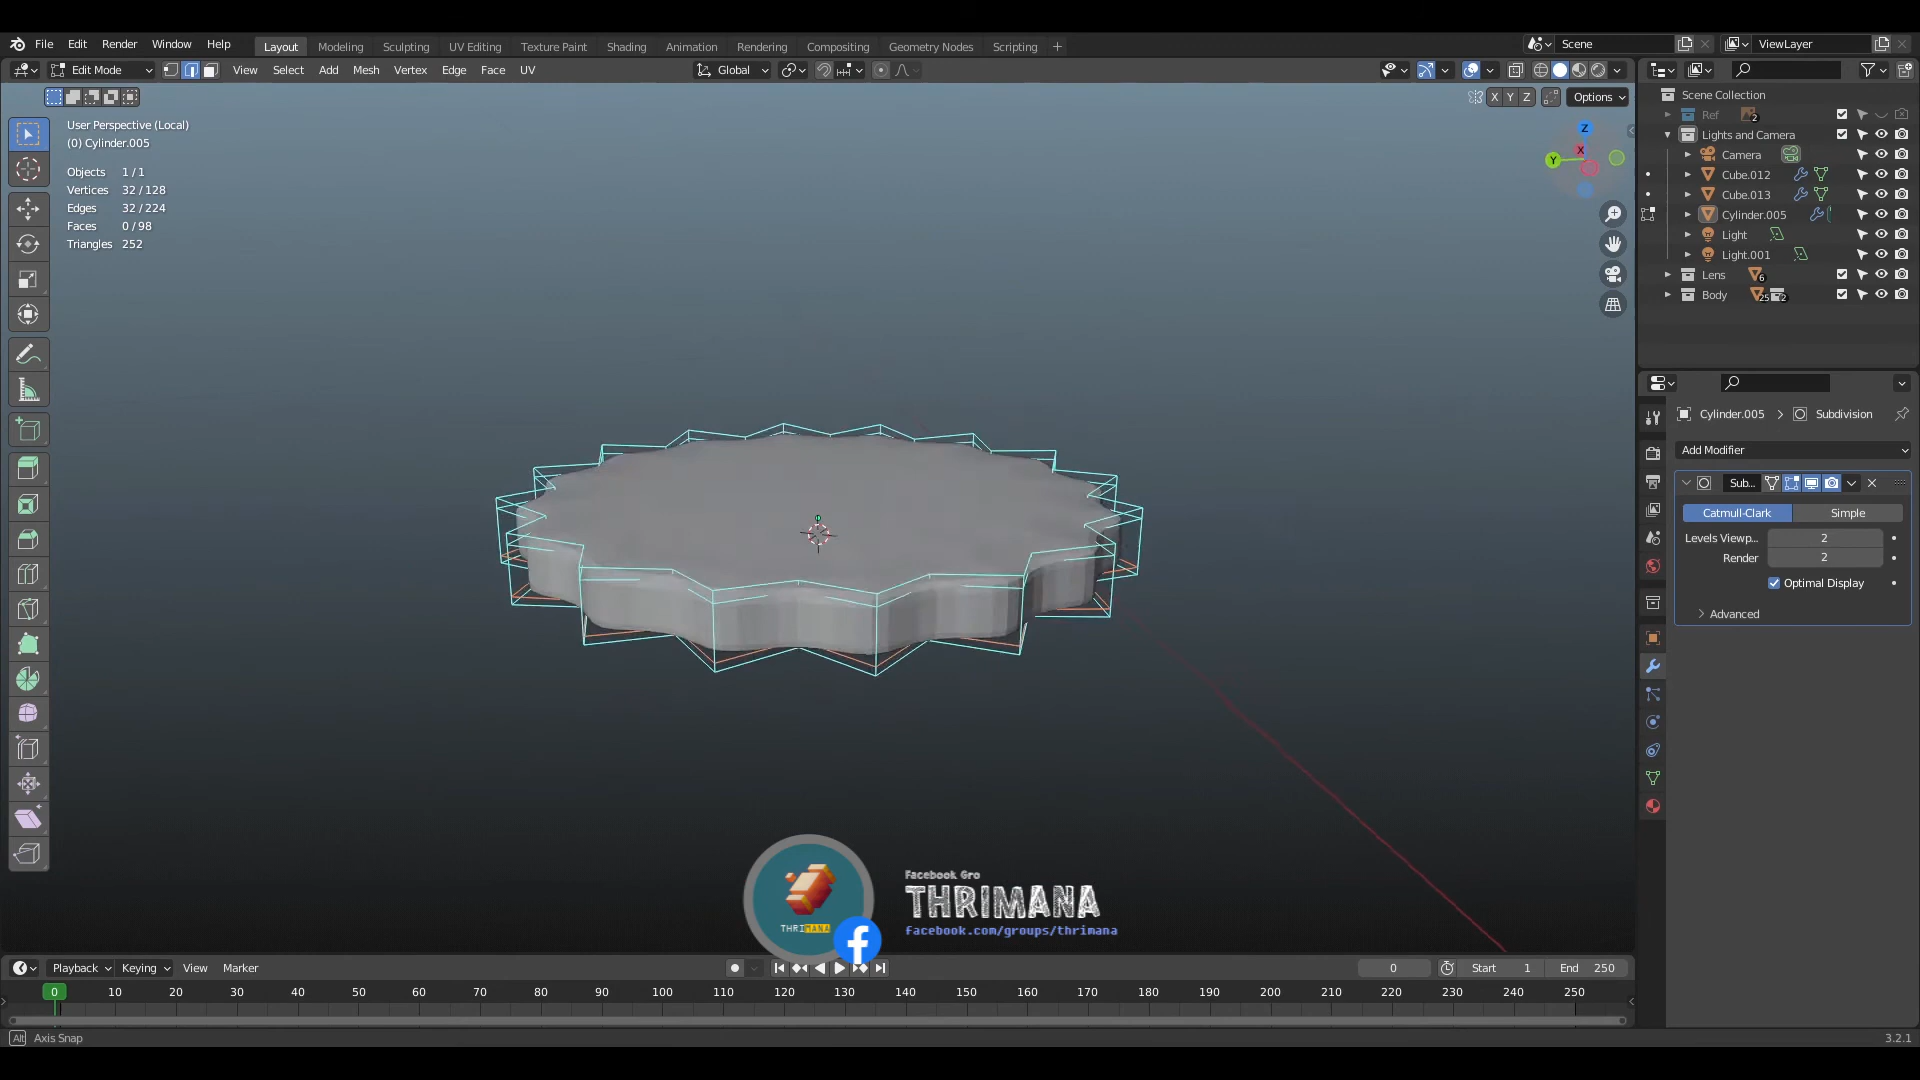 File Edit Render Window Help Layout Modeling Sculpting UV Editing Texture Paint Shading Animation Rendering Compositing Geometry Nodes Scripting + Scene ViewLayer
Edit Mode View Select Add Mesh Vertex Edge Face UV Global
X Y Z Options
User Perspective (Local)
(0) Cylinder.005
Objects 1 / 1
Vertices 32 / 128
Edges 32 / 224
Faces 0 / 98
Triangles 252
Z
X
Y
Scene Collection
Ref 2
Lights and Camera
Camera
Cube.012
Cube.013
Cylinder.005
Light
Light.001
Lens 6
Body 25 2
Cylinder.005 > Subdivision
Add Modifier
Sub...
Catmull-Clark Simple
Levels Viewp... 2
Render 2
Optimal Display
Advanced
THRIMANA
Facebook Gro
THRIMANA
facebook.com/groups/thrimana
Playback Keying View Marker 0 Start 1 End 250
0 10 20 30 40 50 60 70 80 90 100 110 120 130 140 150 160 170 180 190 200 210 220 230 240 250
Alt Axis Snap 3.2.1